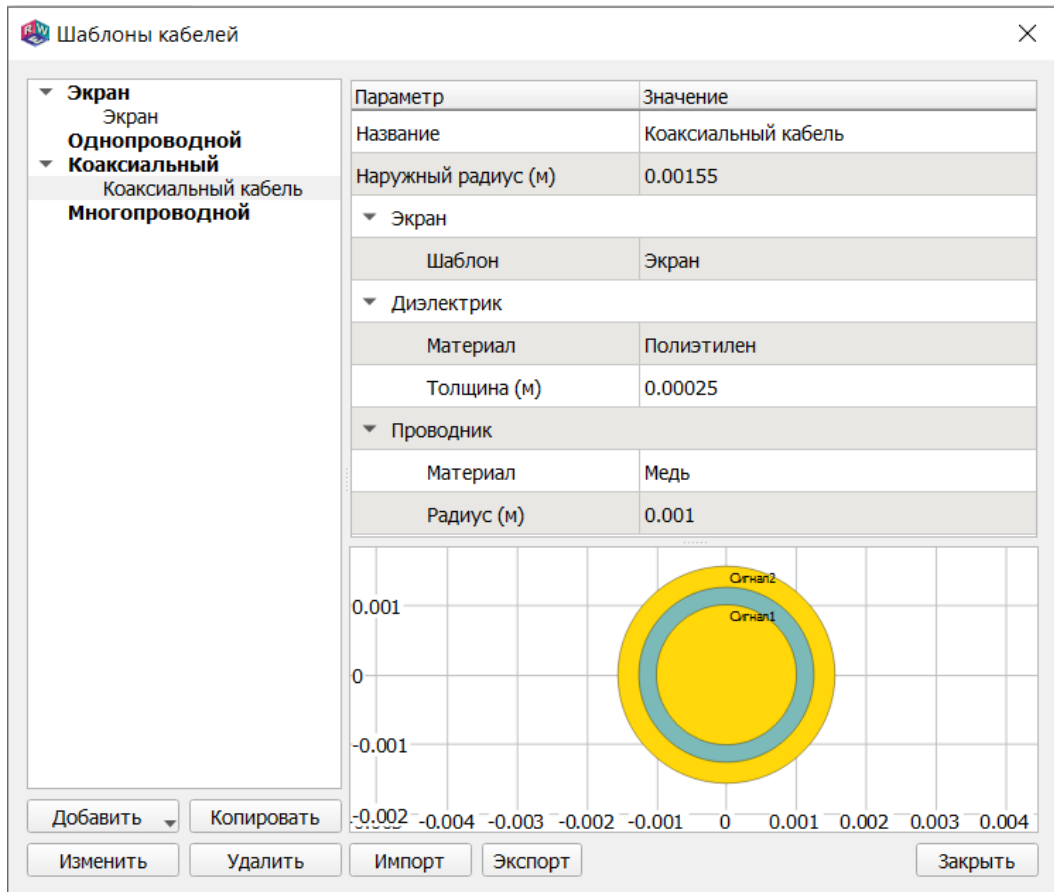 Шаблоны кабелей
Экран
Экран
Однопроводной
Коаксиальный
Коаксиальный кабель
Многопроводной
Параметр Значение
Название Коаксиальный кабель
Наружный радиус (м) 0.00155
Экран
Шаблон Экран
Диэлектрик
Материал Полиэтилен
Толщина (м) 0.00025
Проводник
Материал Медь
Радиус (м) 0.001
Сигнал2
0.001
Сигнал1
0
-0.001
-0.002
-0.004 -0.003 -0.002 -0.001 0 0.001 0.002 0.003 0.004
Добавить Копировать
Изменить Удалить Импорт Экспорт Закрыть